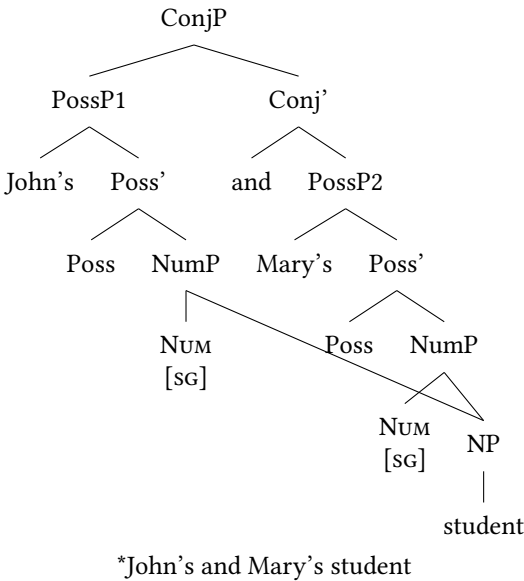 ConjP
PossP1 Conj’
John’s Poss’ and PossP2
Poss NumP Mary’s Poss’
Num Poss NumP
[sg]
Num NP
[sg]
student
*John’s and Mary’s student